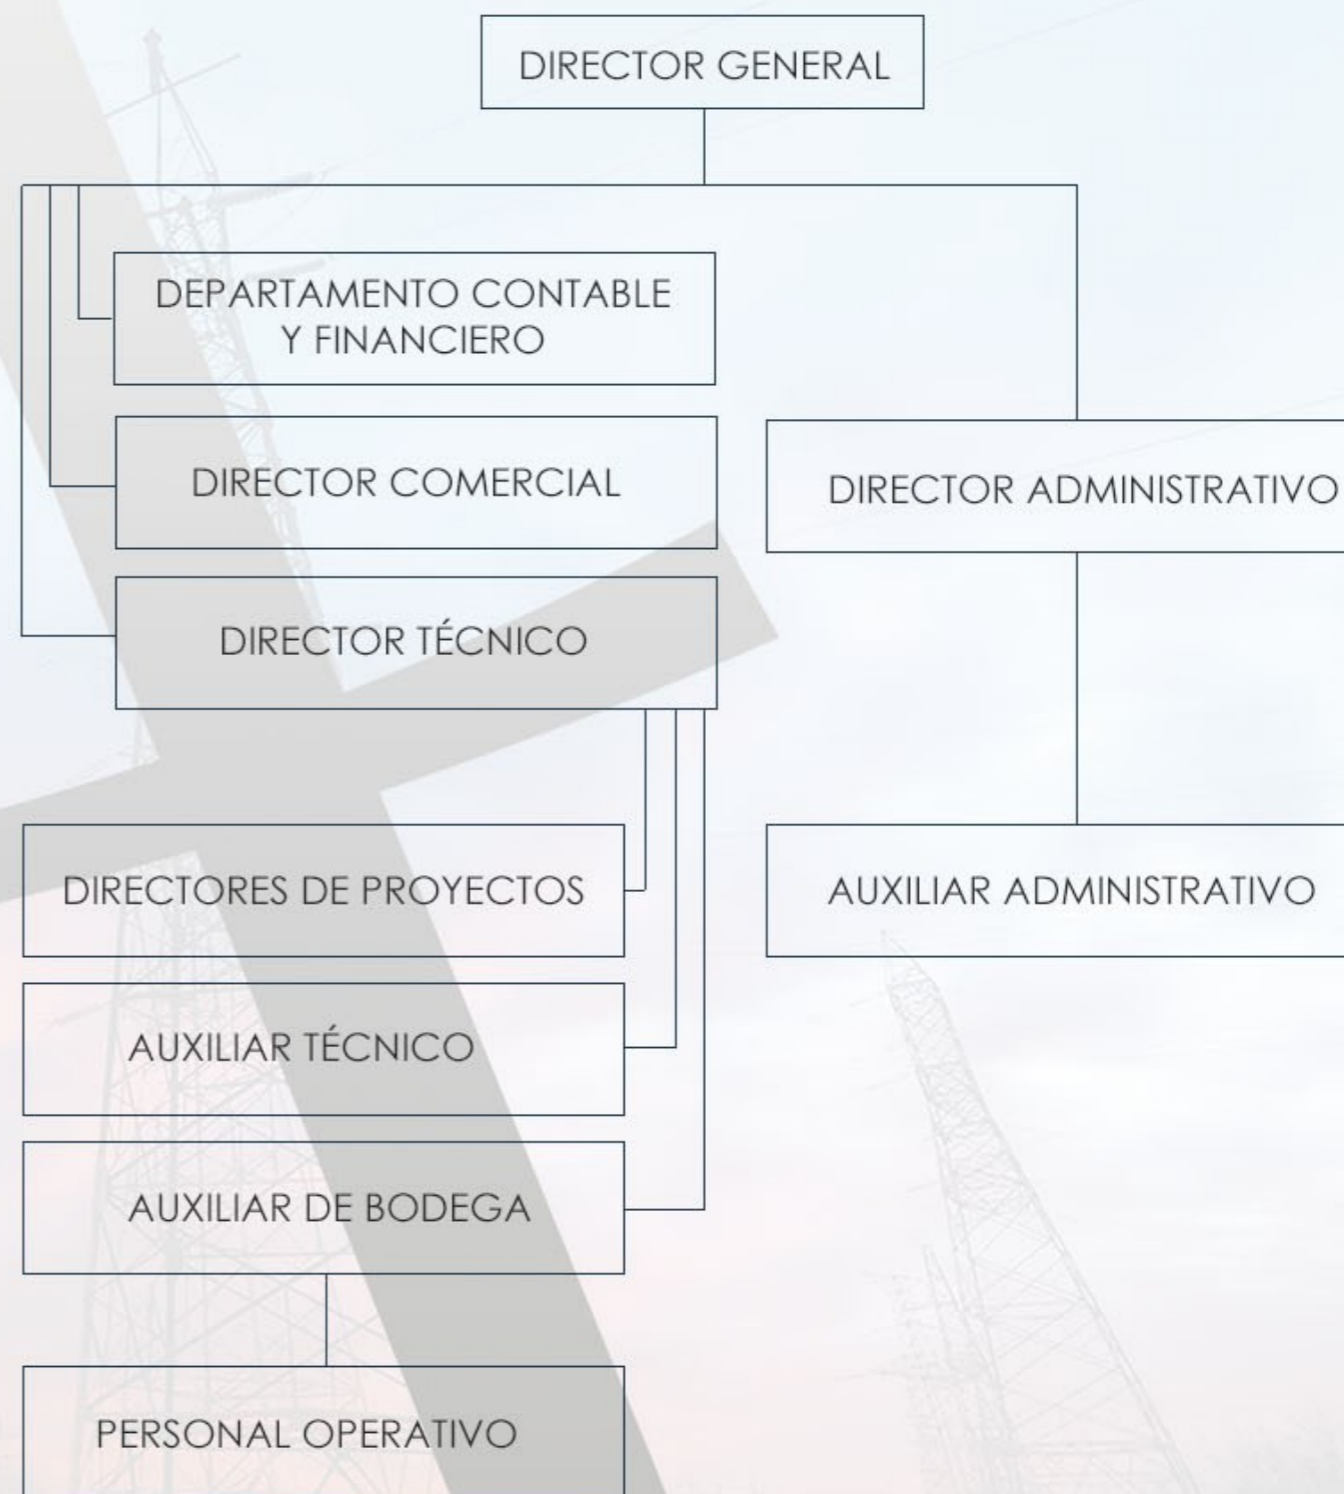 DIRECTOR GENERAL
DEPARTAMENTO CONTABLE
Y FINANCIERO
DIRECTOR COMERCIAL
DIRECTOR ADMINISTRATIVO
DIRECTOR TÉCNICO
DIRECTORES DE PROYECTOS
AUXILIAR ADMINISTRATIVO
AUXILIAR TÉCNICO
AUXILIAR DE BODEGA
PERSONAL OPERATIVO